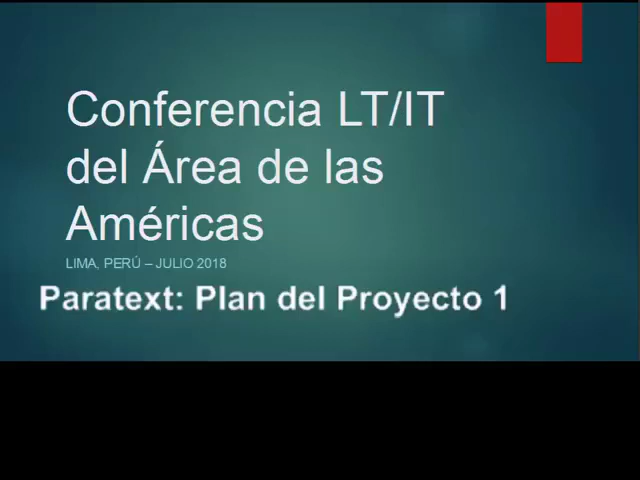 Conferencia LT/IT
del Área de las
Américas
LIMA, PERÚ – JULIO 2018
Paratext: Plan del Proyecto 1